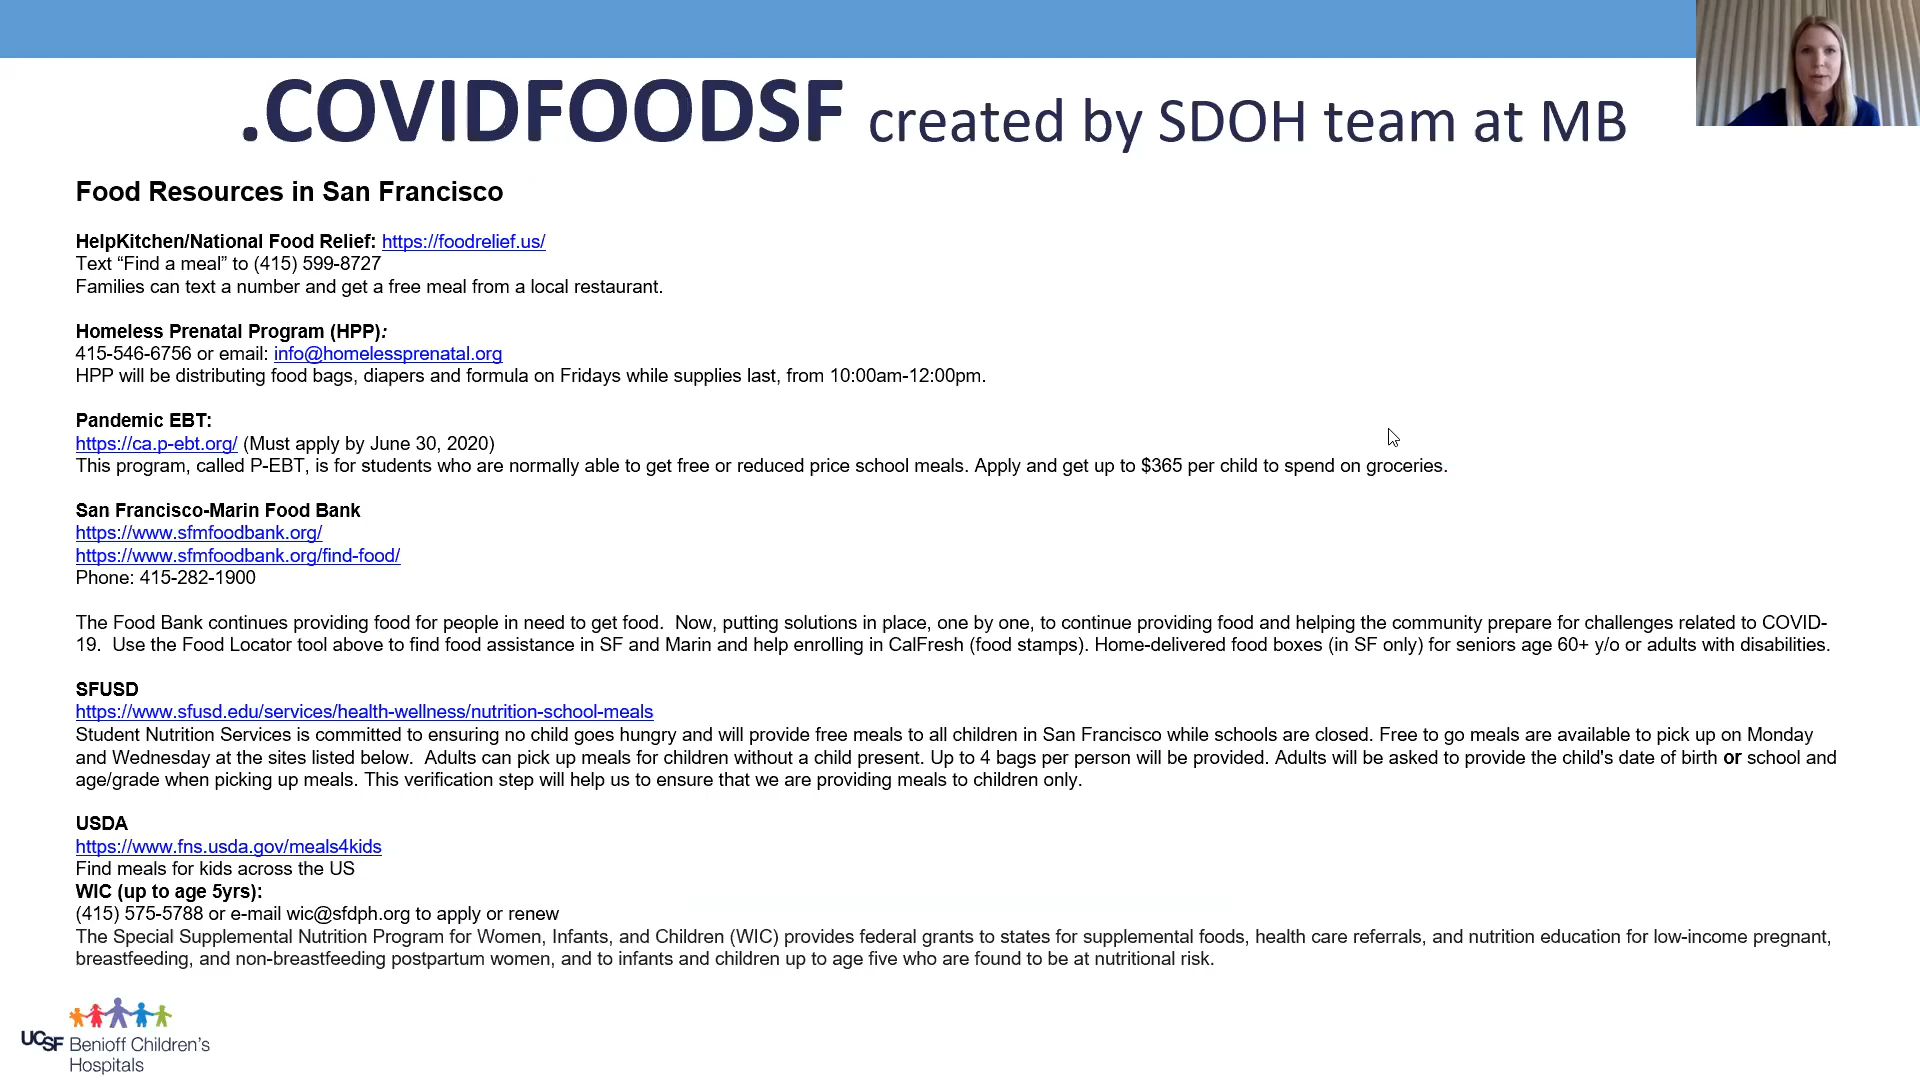 .COVIDFOODSF created by SDOH team at MB
Food Resources in San Francisco
HelpKitchen/National Food Relief: https://foodrelief.us/
Text “Find a meal” to (415) 599-8727
Families can text a number and get a free meal from a local restaurant.
Homeless Prenatal Program (HPP):
415-546-6756 or email: info@homelessprenatal.org
HPP will be distributing food bags, diapers and formula on Fridays while supplies last, from 10:00am-12:00pm.
Pandemic EBT:
https://ca.p-ebt.org/ (Must apply by June 30, 2020)
This program, called P-EBT, is for students who are normally able to get free or reduced price school meals. Apply and get up to $365 per child to spend on groceries.
San Francisco-Marin Food Bank
https://www.sfmfoodbank.org/
https://www.sfmfoodbank.org/find-food/
Phone: 415-282-1900
The Food Bank continues providing food for people in need to get food.  Now, putting solutions in place, one by one, to continue providing food and helping the community prepare for challenges related to COVID-
19.  Use the Food Locator tool above to find food assistance in SF and Marin and help enrolling in CalFresh (food stamps). Home-delivered food boxes (in SF only) for seniors age 60+ y/o or adults with disabilities.
SFUSD
https://www.sfusd.edu/services/health-wellness/nutrition-school-meals
Student Nutrition Services is committed to ensuring no child goes hungry and will provide free meals to all children in San Francisco while schools are closed. Free to go meals are available to pick up on Monday
and Wednesday at the sites listed below.  Adults can pick up meals for children without a child present. Up to 4 bags per person will be provided. Adults will be asked to provide the child's date of birth or school and
age/grade when picking up meals. This verification step will help us to ensure that we are providing meals to children only.
USDA
https://www.fns.usda.gov/meals4kids
Find meals for kids across the US
WIC (up to age 5yrs):
(415) 575-5788 or e-mail wic@sfdph.org to apply or renew
The Special Supplemental Nutrition Program for Women, Infants, and Children (WIC) provides federal grants to states for supplemental foods, health care referrals, and nutrition education for low-income pregnant,
breastfeeding, and non-breastfeeding postpartum women, and to infants and children up to age five who are found to be at nutritional risk.
UCSF Benioff Children's
Hospitals